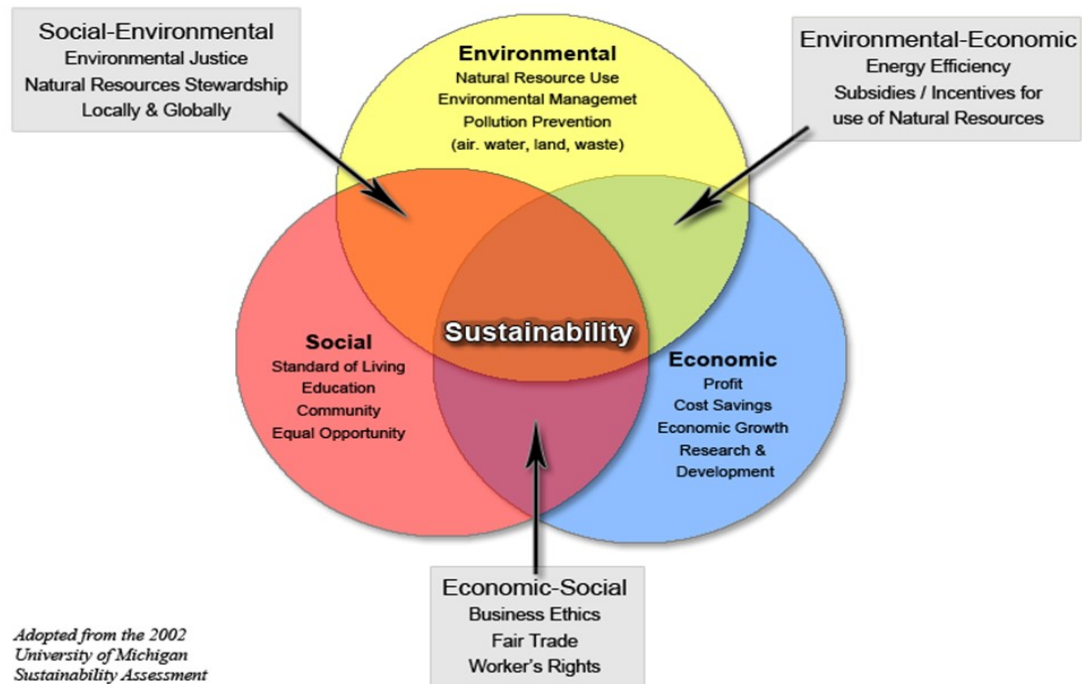 Social-Environmental
Environmental Justice
Natural Resources Stewardship
Locally & Globally
Environmental
Natural Resource Use
Environmental Managemet
Pollution Prevention
(air. water, land, waste)
Environmental-Economic
Energy Efficiency
Subsidies / Incentives for
use of Natural Resources
Sustainability
Social
Standard of Living
Education
Community
Equal Opportunity
Economic
Profit
Cost Savings
Economic Growth
Research &
Development
Economic-Social
Business Ethics
Fair Trade
Worker's Rights
Adopted from the 2002
University of Michigan
Sustainability Assessment